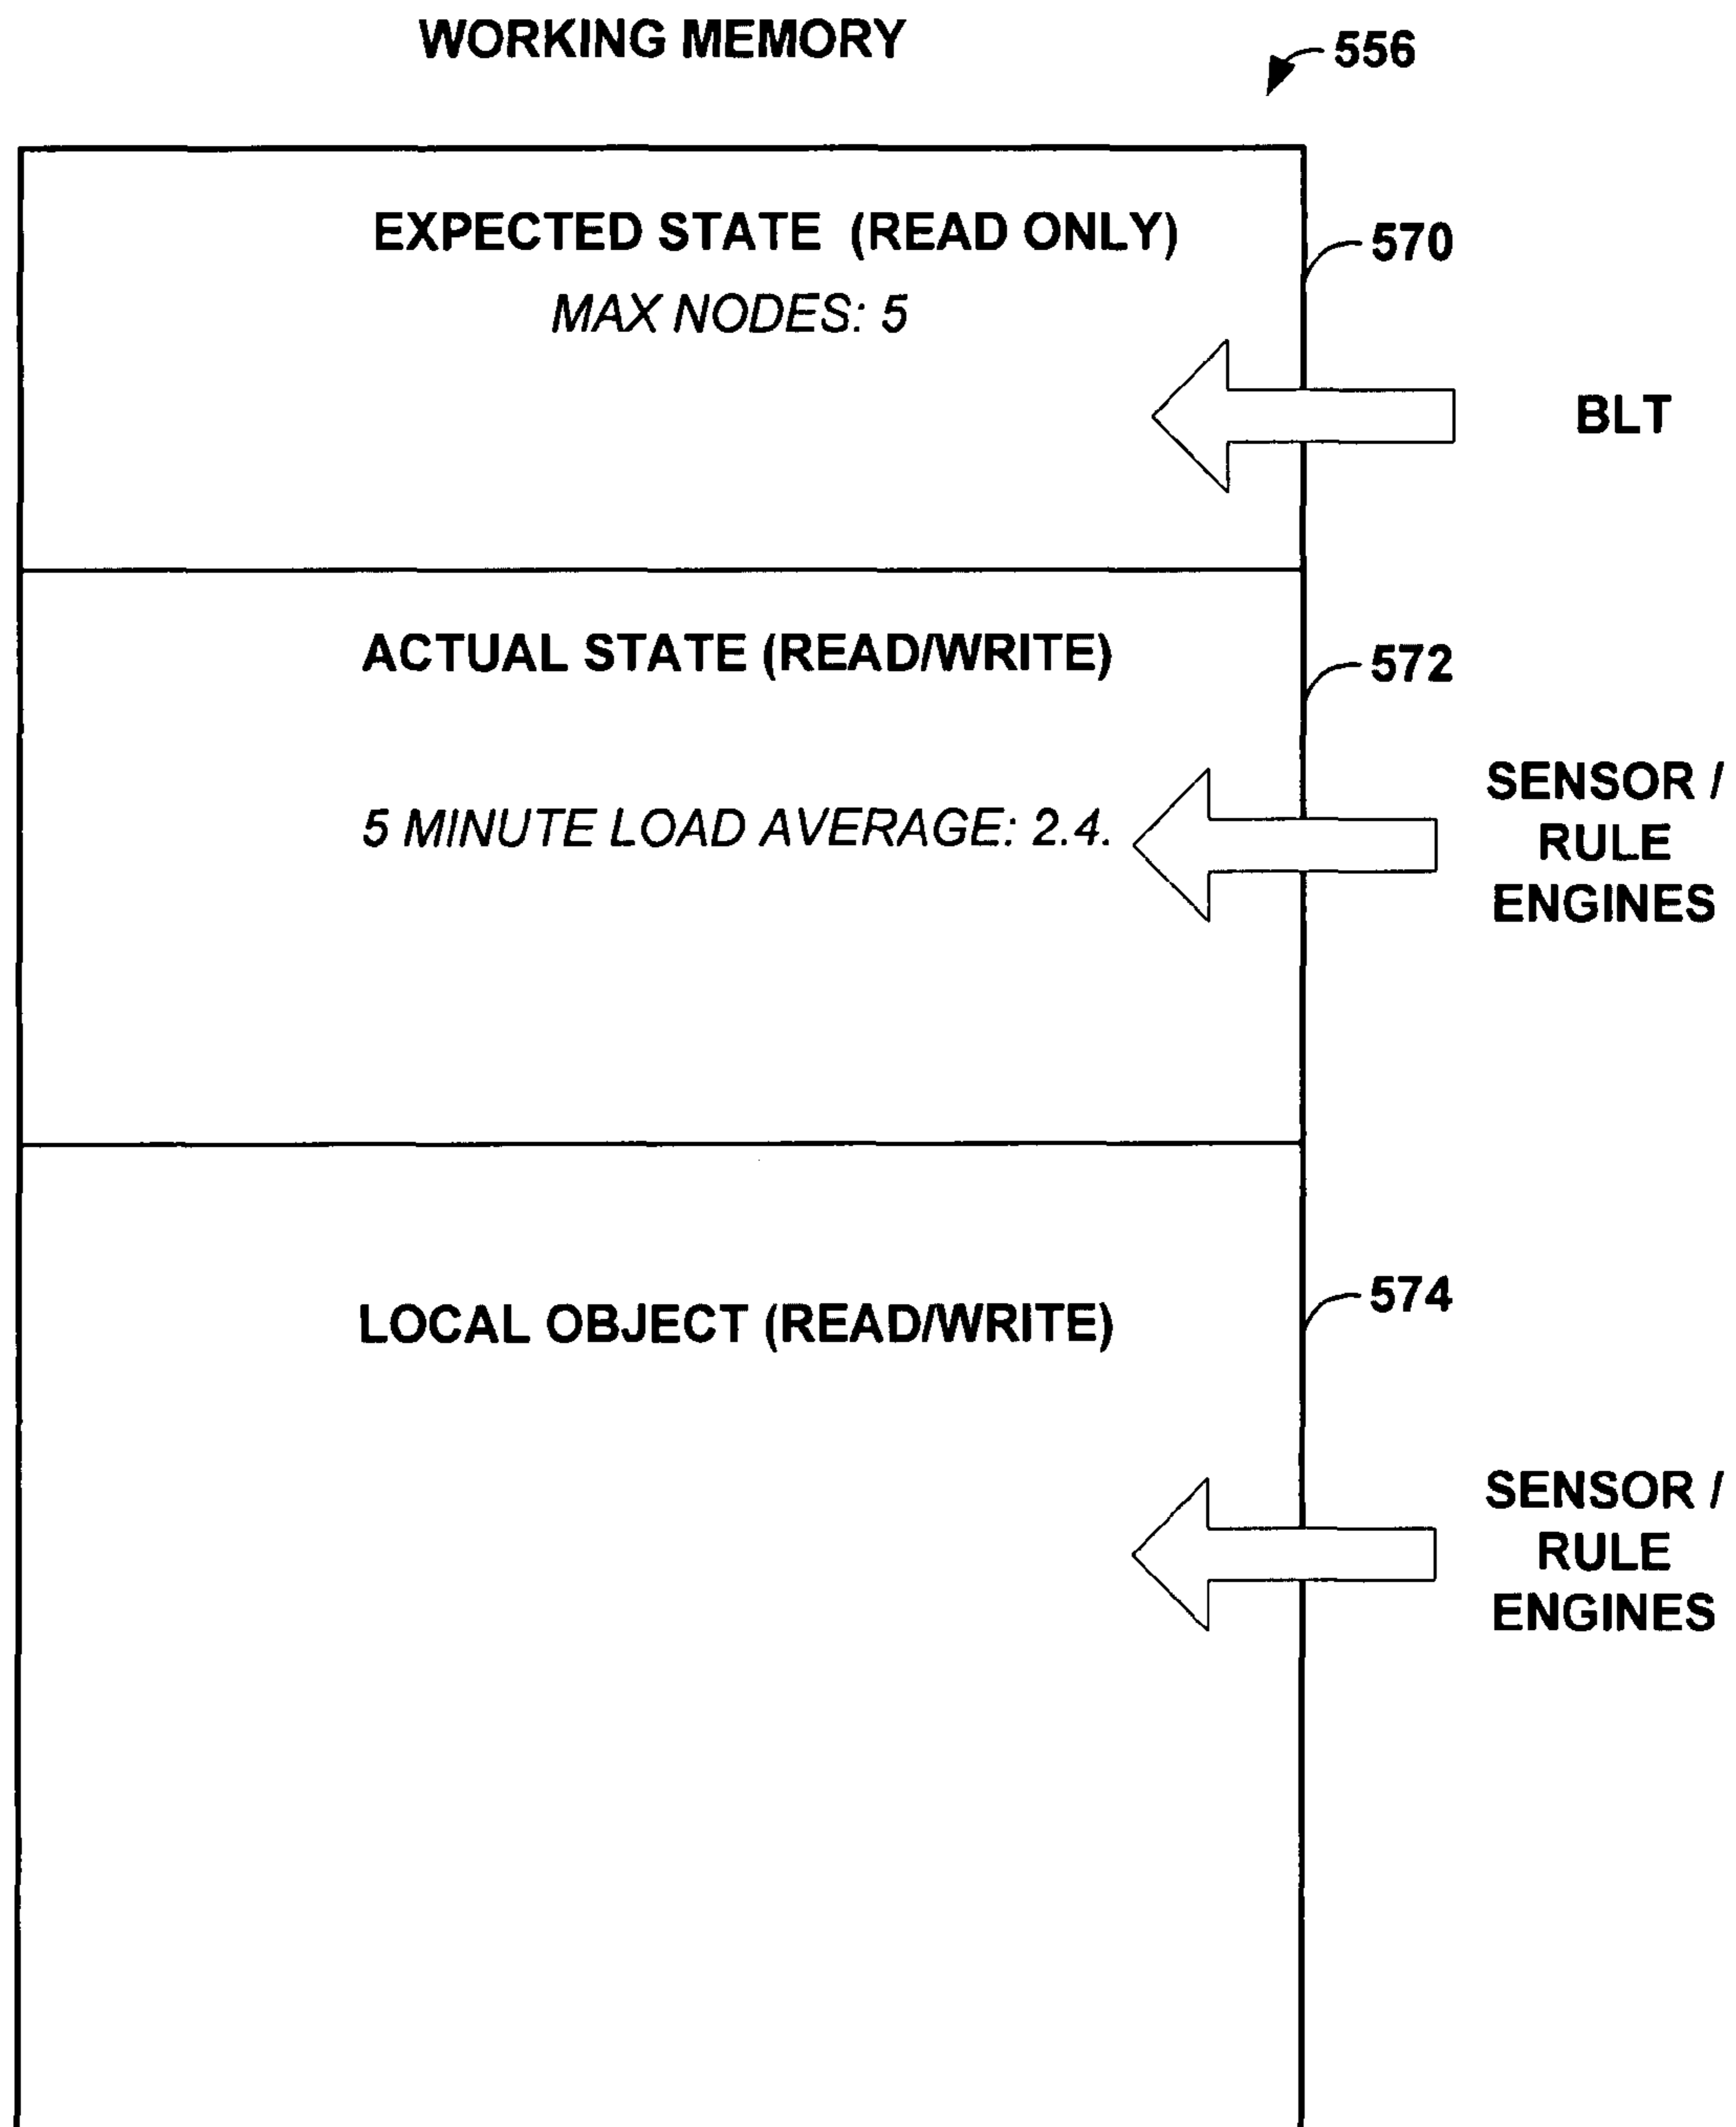 WORKING MEMORY
556
EXPECTED STATE (READ ONLY)
570
MAX NODES: 5
BLT
ACTUAL STATE (READ/WRITE)
572
5 MINUTE LOAD AVERAGE: 2.4.
SENSOR /
RULE
ENGINES
LOCAL OBJECT (READ/WRITE)
574
SENSOR /
RULE
ENGINES